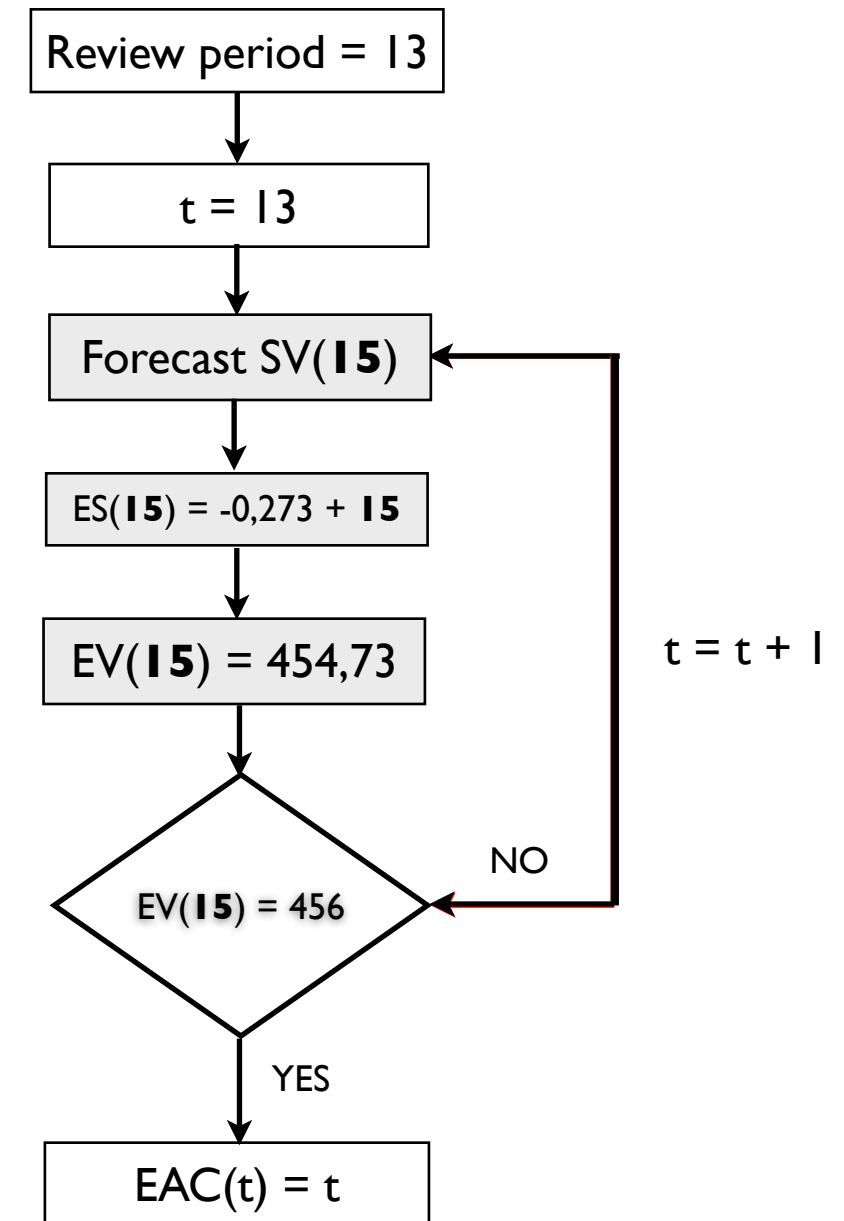 Review period = 13
t = 13
Forecast SV(15)
ES(15) = -0,273 + 15
EV(15) = 454,73
t = t + 1
NO
EV(15) = 456
YES
EAC(t) = t